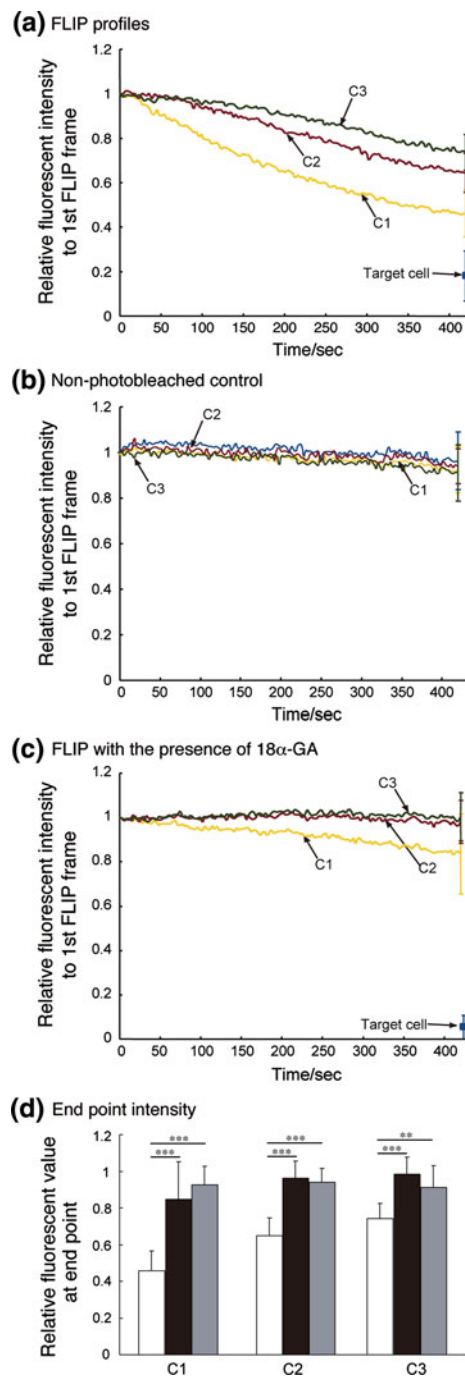 (a) FLIP profiles
Relative fluorescent intensity
to 1st FLIP frame
1.2
1
0.8
0.6
0.4
0.2
0
C3
C2
C1
Target cell
0 50 100 150 200 250 300 350 400
Time/sec
(b) Non-photobleached control
Relative fluorescent intensity
to 1st FLIP frame
1.2
1
0.8
0.6
0.4
0.2
0
C2
C3
C1
0 50 100 150 200 250 300 350 400
Time/sec
(c) FLIP with the presence of 18α-GA
Relative fluorescent intensity
to 1st FLIP frame
1.2
1
0.8
0.6
0.4
0.2
0
C3
C1
C2
Target cell
0 50 100 150 200 250 300 350 400
Time/sec
(d) End point intensity
Relative fluorescent value
at end point
1.2
1
0.8
0.6
0.4
0
*** *** **
*** *** ***
C1 C2 C3